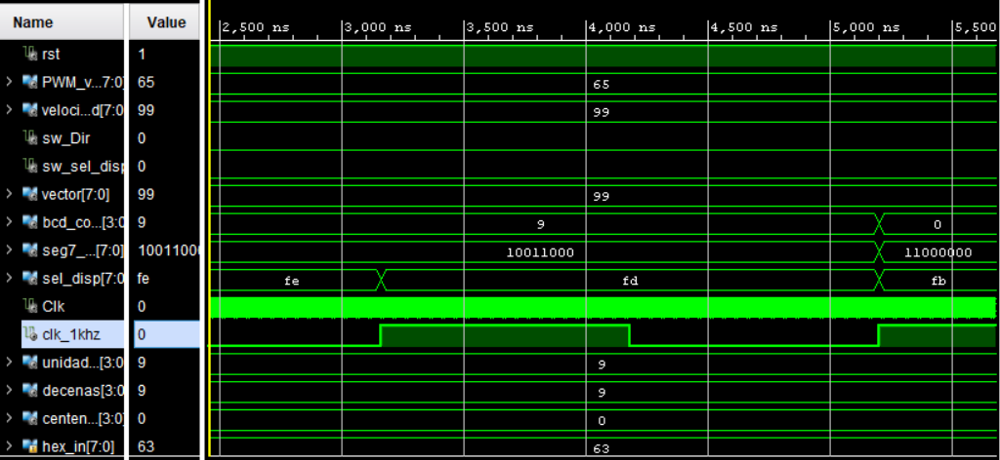 Name Value 2,500 ns 3,000 ns 3,500 ns 4,000 ns 4,500 ns 5,000 ns 5,500
rst 1
PWM_v...7:0] 65 65
veloci...d[7:0 99 99
sw_Dir 0
sw_sel_disp 0
vector[7:0] 99 99
bcd_co...[3:0 9 9 0
seg7_...[7:0] 10011000 10011000 11000000
sel_disp[7:0 fe fe fd fb
Clk 0
clk_1khz 0
unidad...[3:0 9 9
decenas[3:0 9 9
centen...[3:0] 0 0
hex_in[7:0] 63 63